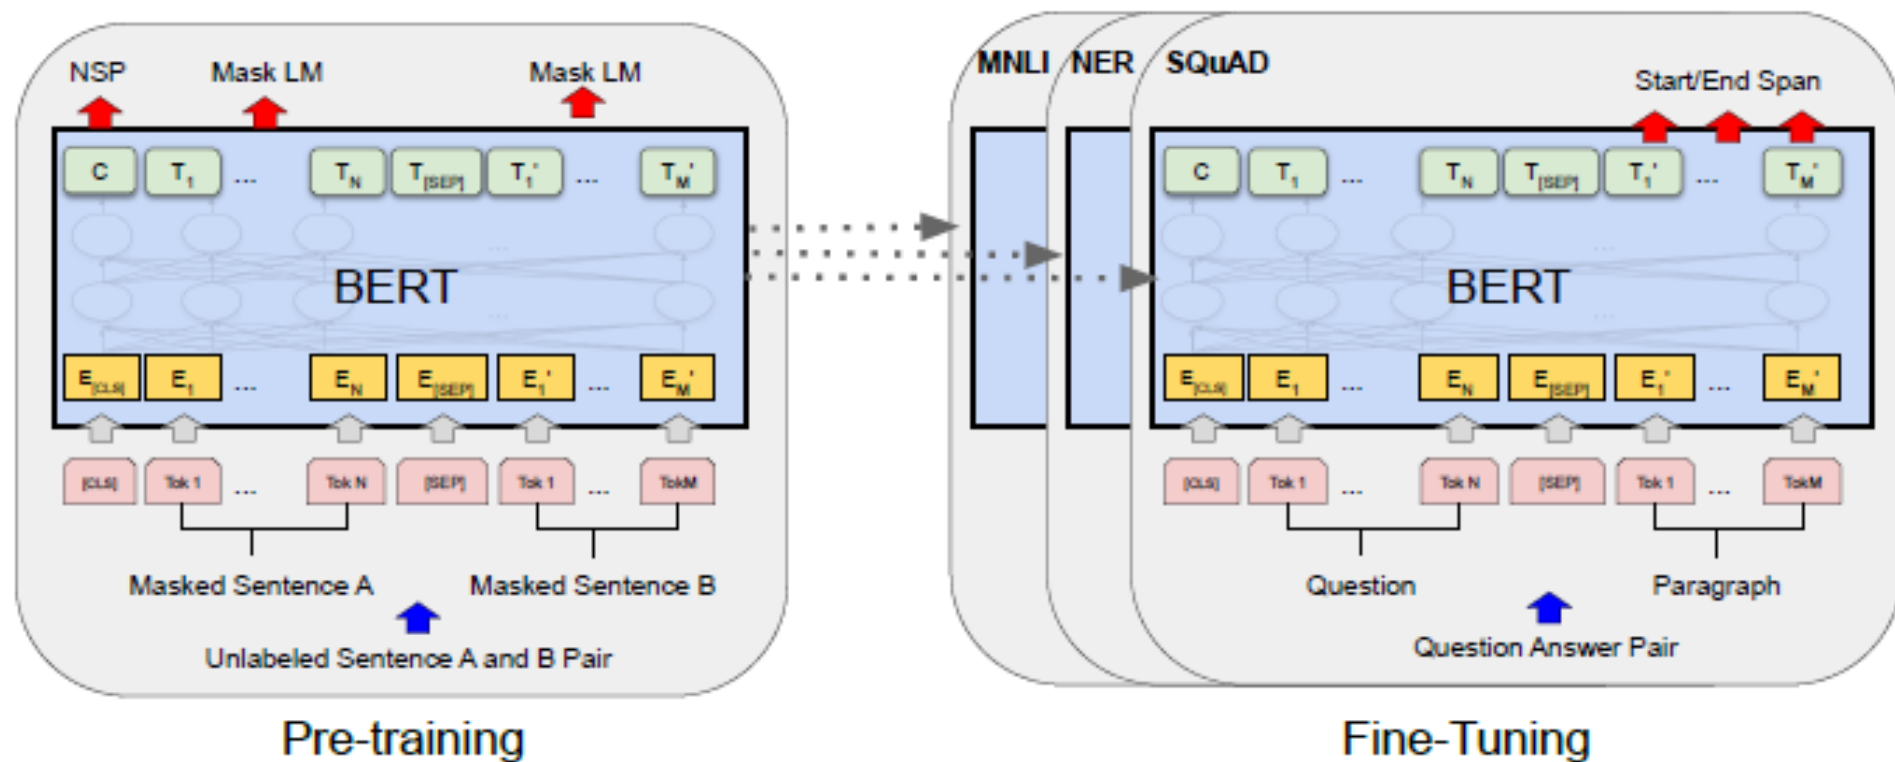 NSP Mask LM Mask LM
C T1 ... TN T[SEP] T1' ... TM'
...
BERT
...
E[CLS] E1 ... EN E[SEP] E1' ... EM'
[CLS] Tok 1 ... Tok N [SEP] Tok 1 ... TokM
Masked Sentence A Masked Sentence B
Unlabeled Sentence A and B Pair
Pre-training
MNLI NER SQuAD
Start/End Span
C T1 ... TN T[SEP] T1' ... TM'
...
BERT
...
E[CLS] E1 ... EN E[SEP] E1' ... EM'
[CLS] Tok 1 ... Tok N [SEP] Tok 1 ... TokM
Question Paragraph
Question Answer Pair
Fine-Tuning